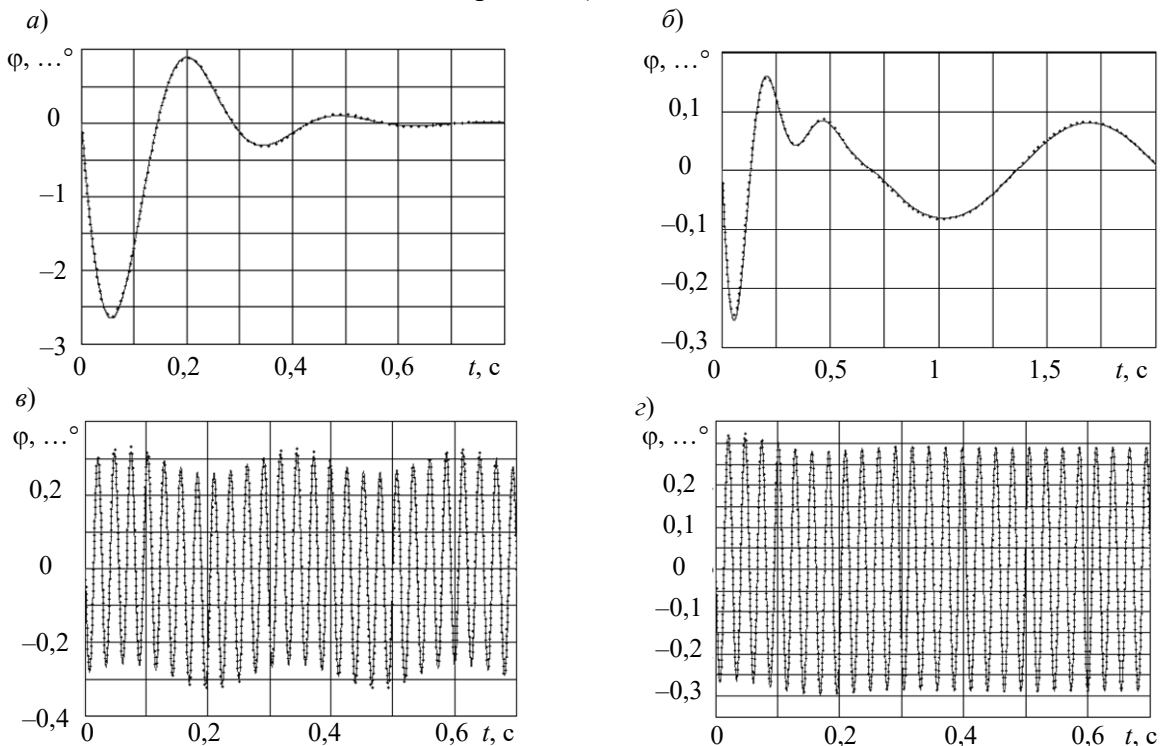 а) б)
φ, …° φ, …°
0 0,1
–1 0
–2 –0,1
–3 –0,2
–0,3
0 0,2 0,4 0,6 t, с 0 0,5 1 1,5 t, с
в) г)
φ, …° φ, …°
0,2 0,2
0,1
0 0
–0,1
–0,2 –0,2
–0,4 –0,3
0 0,2 0,4 0,6 t, с 0 0,2 0,4 0,6 t, с